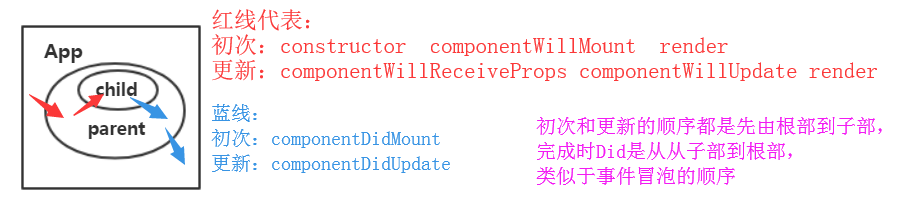 App
child
parent
红线代表：
初次：constructor componentWillMount render
更新：componentWillReceiveProps componentWillUpdate render
蓝线：
初次：componentDidMount
更新：componentDidUpdate
初次和更新的顺序都是先由根部到子部，
完成时Did是从从子部到根部，
类似于事件冒泡的顺序